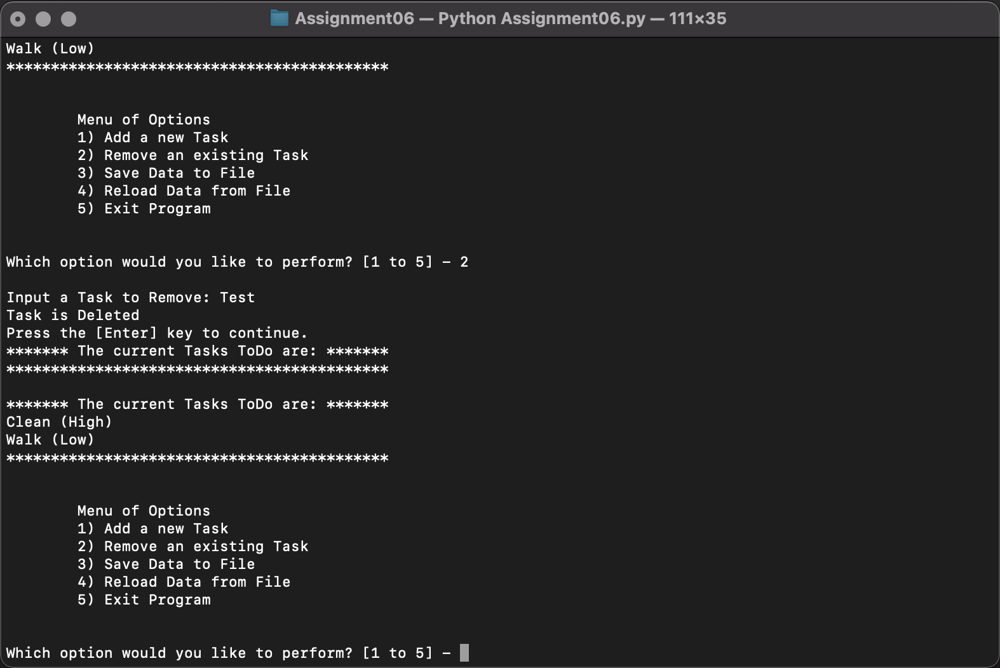 Assignment06 — Python Assignment06.py — 111×35
Walk (Low)
*******************************************
Menu of Options
1) Add a new Task
2) Remove an existing Task
3) Save Data to File
4) Reload Data from File
5) Exit Program
Which option would you like to perform? [1 to 5] - 2
Input a Task to Remove: Test
Task is Deleted
Press the [Enter] key to continue.
******* The current Tasks ToDo are: *******
*******************************************
******* The current Tasks ToDo are: *******
Clean (High)
Walk (Low)
*******************************************
Menu of Options
1) Add a new Task
2) Remove an existing Task
3) Save Data to File
4) Reload Data from File
5) Exit Program
Which option would you like to perform? [1 to 5] -